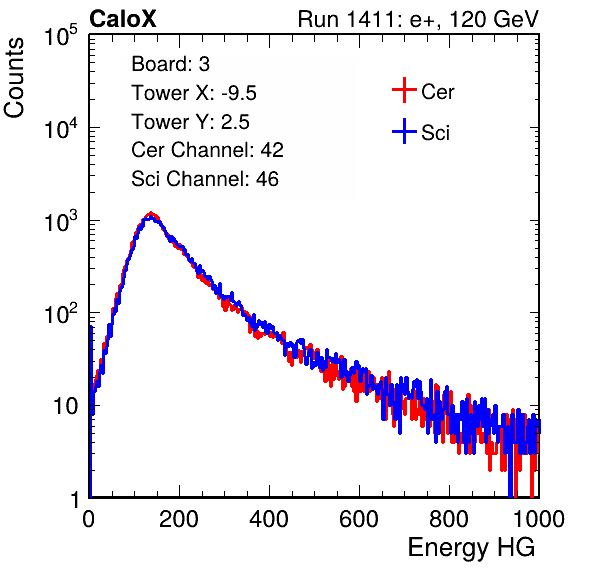 CaloX Run 1411: e+, 120 GeV
Board: 3
Tower X: -9.5
Tower Y: 2.5
Cer Channel: 42
Sci Channel: 46
Cer
Sci
Counts
10^5
10^4
10^3
10^2
10
1
0 200 400 600 800 1000
Energy HG